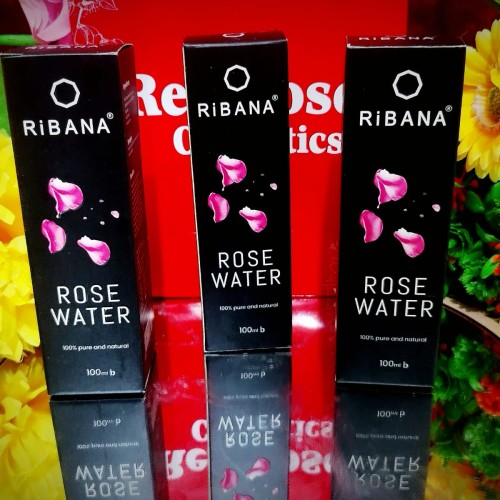 RiBANA®
ROSE
WATER
100% pure and natural
100ml b
RiBANA®
ROSE
WATER
100% pure and natural
100ml b
RiBANA®
ROSE
WATER
100% pure and natural
100ml b